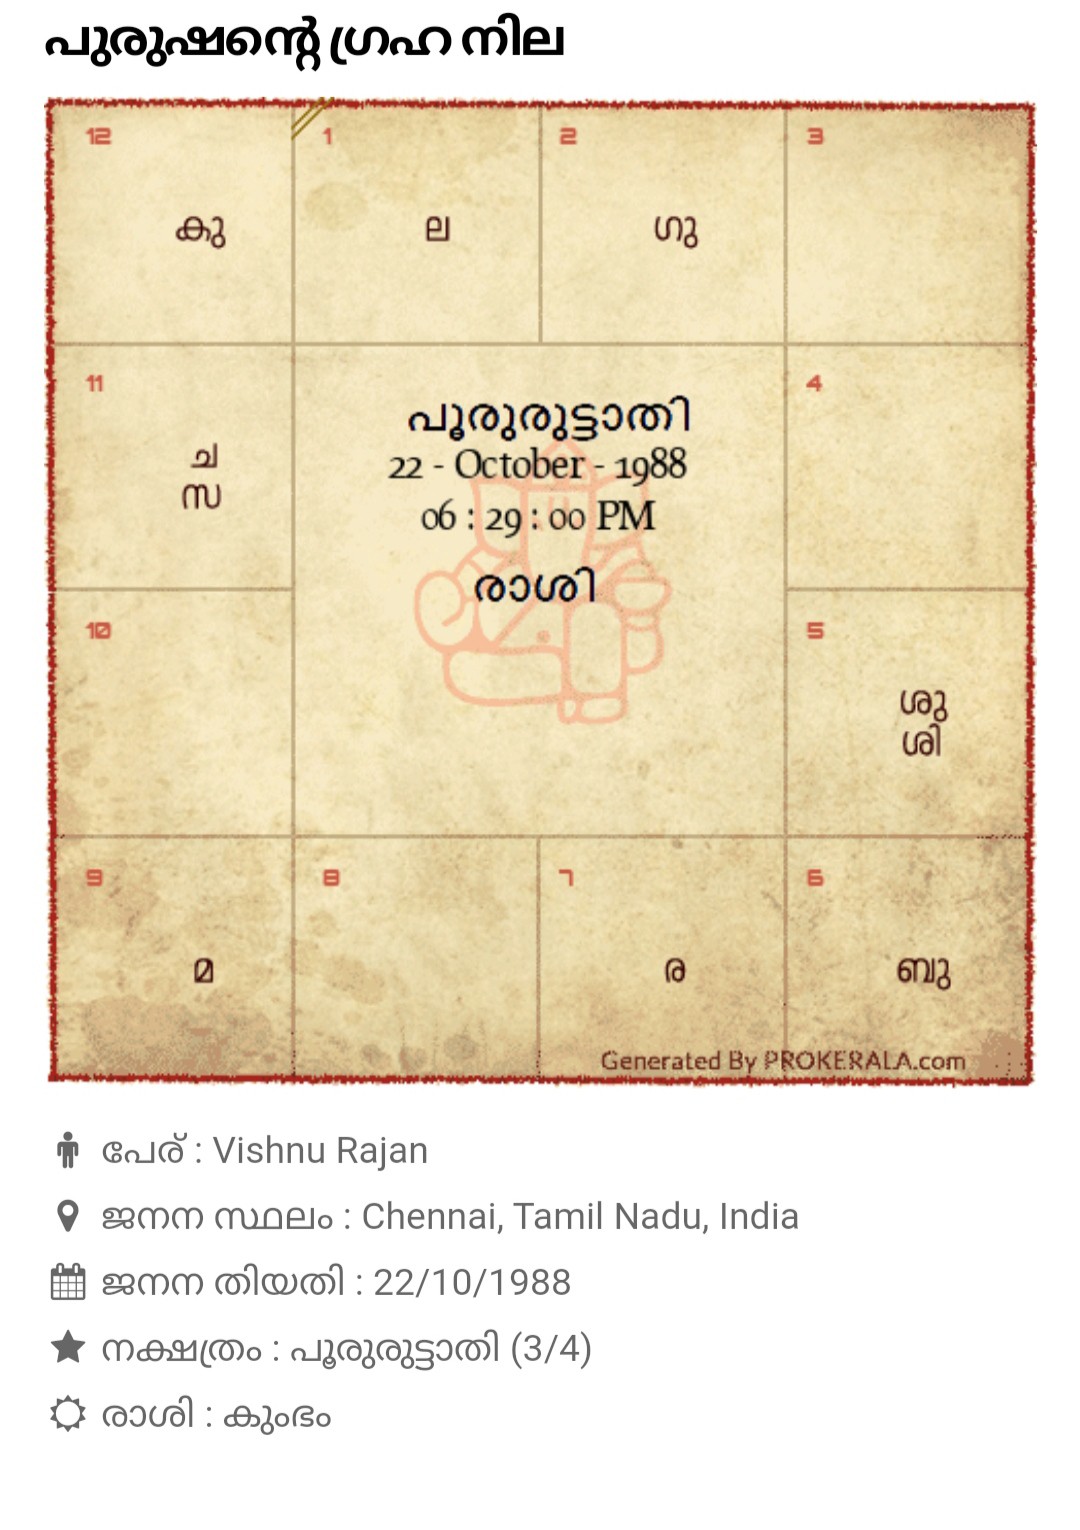 പുരുഷന്റെ ഗ്രഹ നില
12
1
2
3
കു
ല
ഗു
11
4
ച
സ
പൂരുരുട്ടാതി
22 - October - 1988
06 : 29 : 00 PM
രാശി
10
5
ശു
ശി
9
8
7
6
മ
ര
ബു
Generated By PROKERALA.com
പേര് : Vishnu Rajan
ജനന സ്ഥലം : Chennai, Tamil Nadu, India
ജനന തിയതി : 22/10/1988
നക്ഷത്രം : പൂരുരുട്ടാതി (3/4)
രാശി : കുംഭം